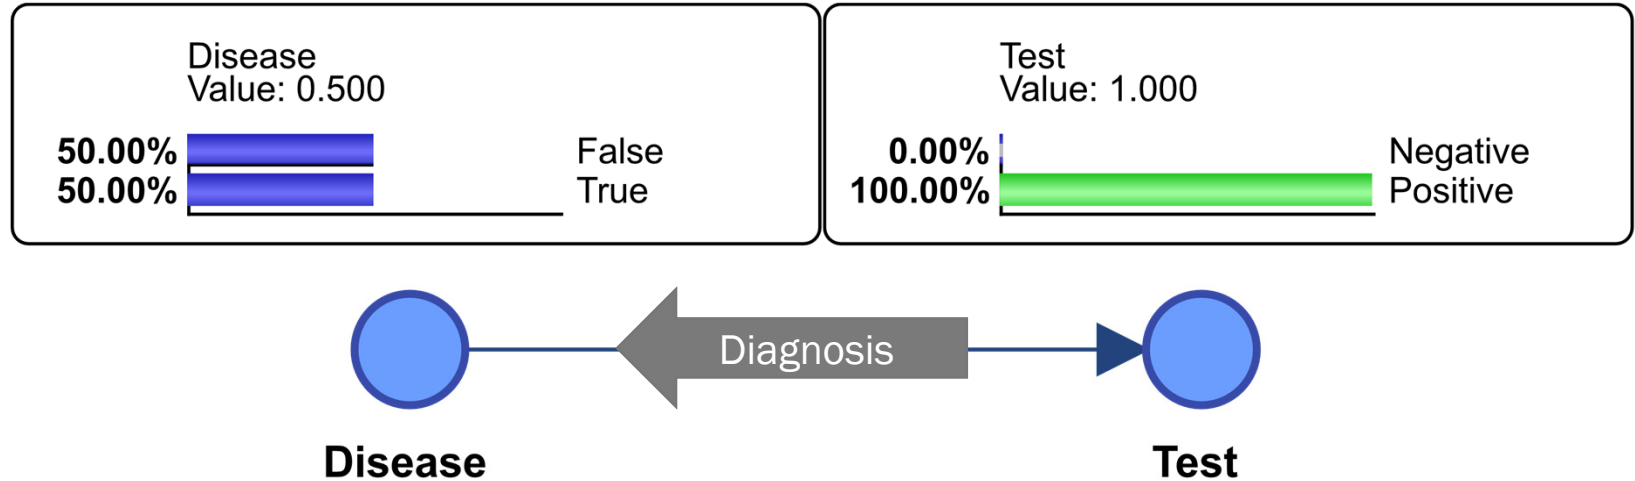 Disease
Value: 0.500
50.00% False
50.00% True
Test
Value: 1.000
0.00% Negative
100.00% Positive
Diagnosis
Disease
Test